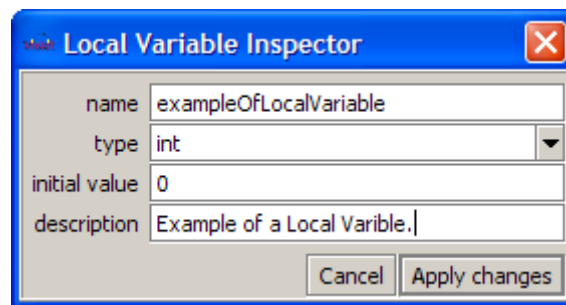 Local Variable Inspector
name exampleOfLocalVariable
type int
initial value 0
description Example of a Local Varible.
Cancel Apply changes